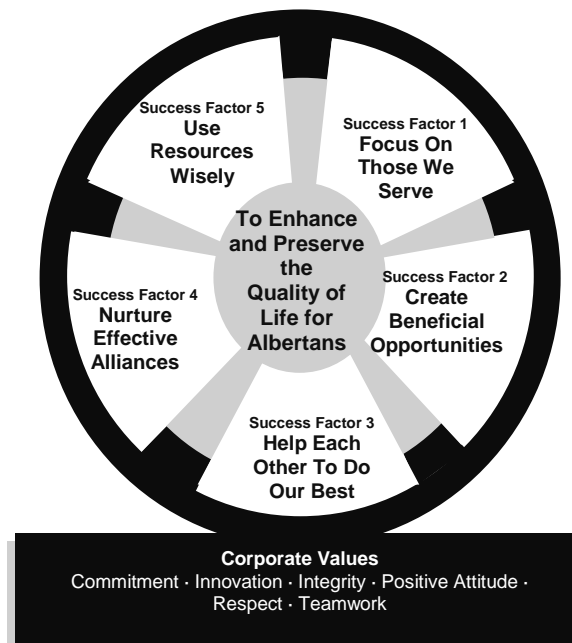 Success Factor 5
Use
Resources
Wisely
Success Factor 1
Focus On
Those We
Serve
To Enhance
and Preserve
the
Quality of
Life for
Albertans
Success Factor 4
Nurture
Effective
Alliances
Success Factor 2
Create
Beneficial
Opportunities
Success Factor 3
Help Each
Other To Do
Our Best
Corporate Values
Commitment · Innovation · Integrity · Positive Attitude ·
Respect · Teamwork